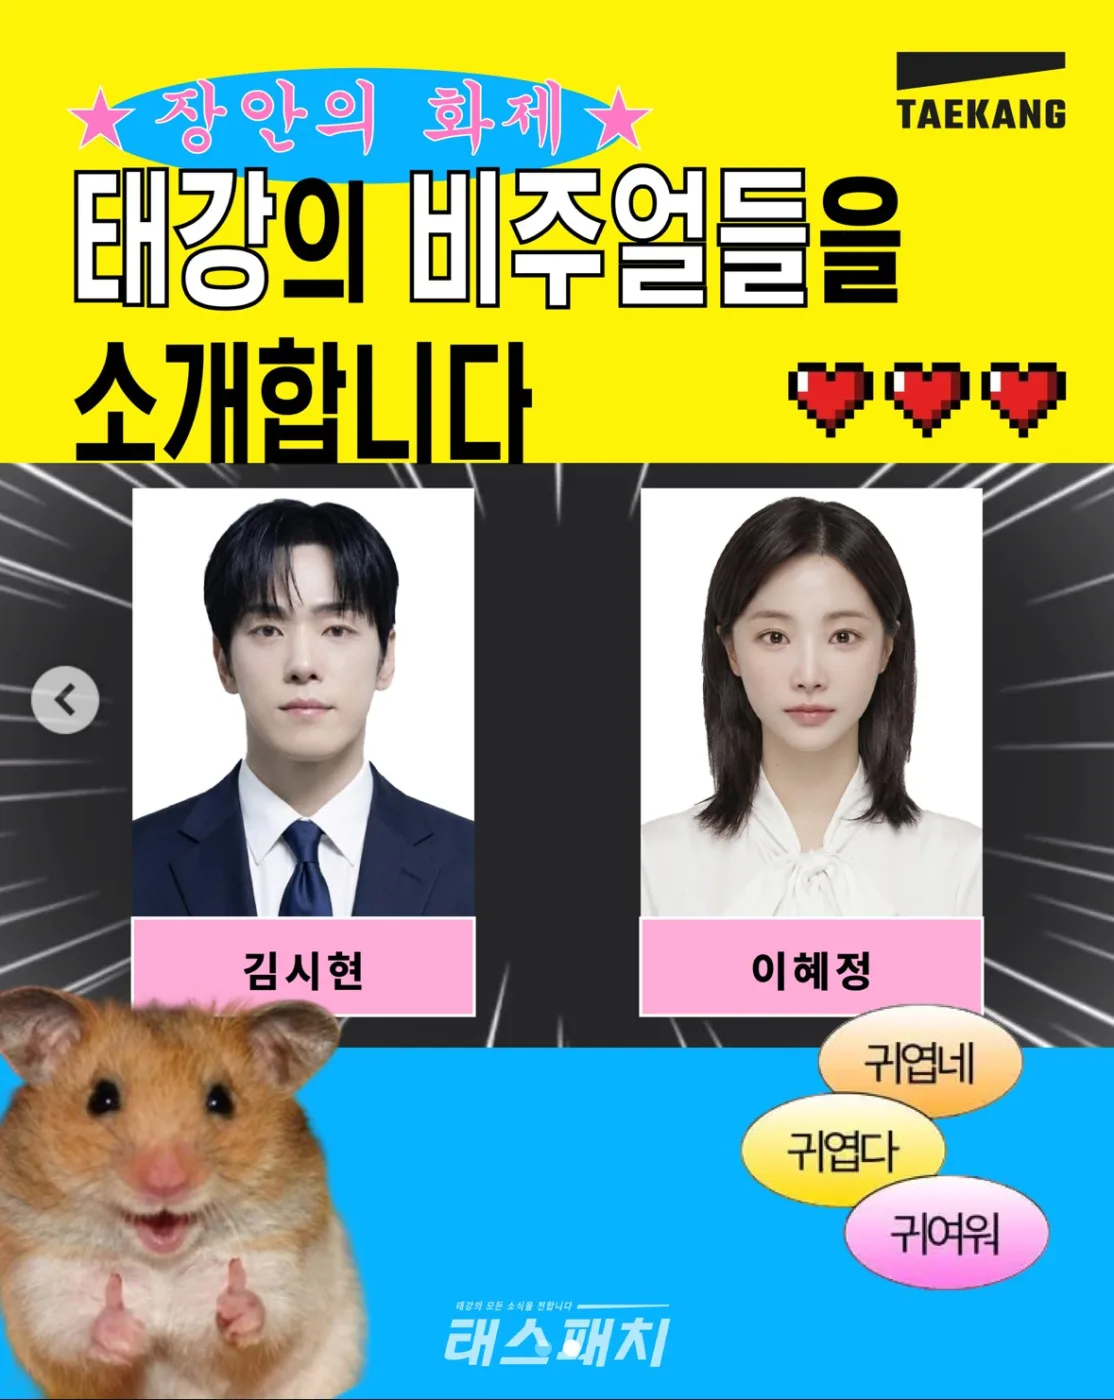 장안의 화제
TAEKANG
태강의 비주얼들을
소개합니다
김시현
이혜정
귀엽네
귀엽다
귀여워
태강의 모든 소식을 전합니다
태스패치